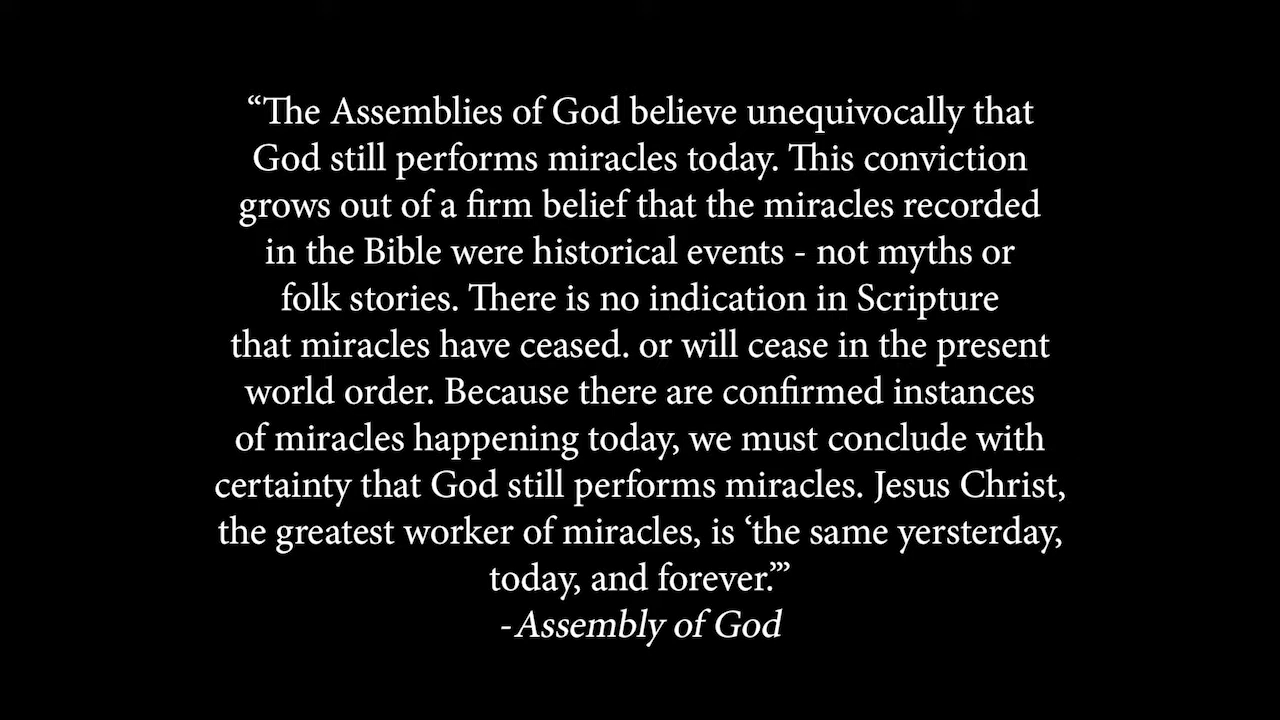 “The Assemblies of God believe unequivocally that
God still performs miracles today. This conviction
grows out of a firm belief that the miracles recorded
in the Bible were historical events - not myths or
folk stories. There is no indication in Scripture
that miracles have ceased. or will cease in the present
world order. Because there are confirmed instances
of miracles happening today, we must conclude with
certainty that God still performs miracles. Jesus Christ,
the greatest worker of miracles, is ‘the same yersterday,
today, and forever.’”
-Assembly of God